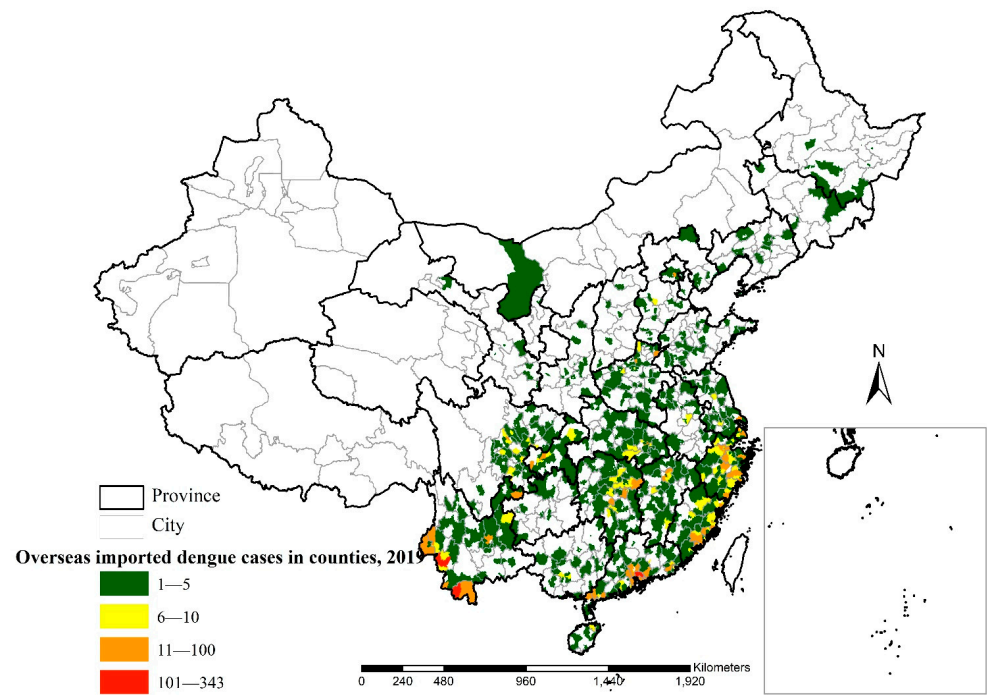 N
Province
City
Overseas imported dengue cases in counties, 2019
1—5
6—10
11—100
101—343
Kilometers
0 240 480 960 1,440 1,920